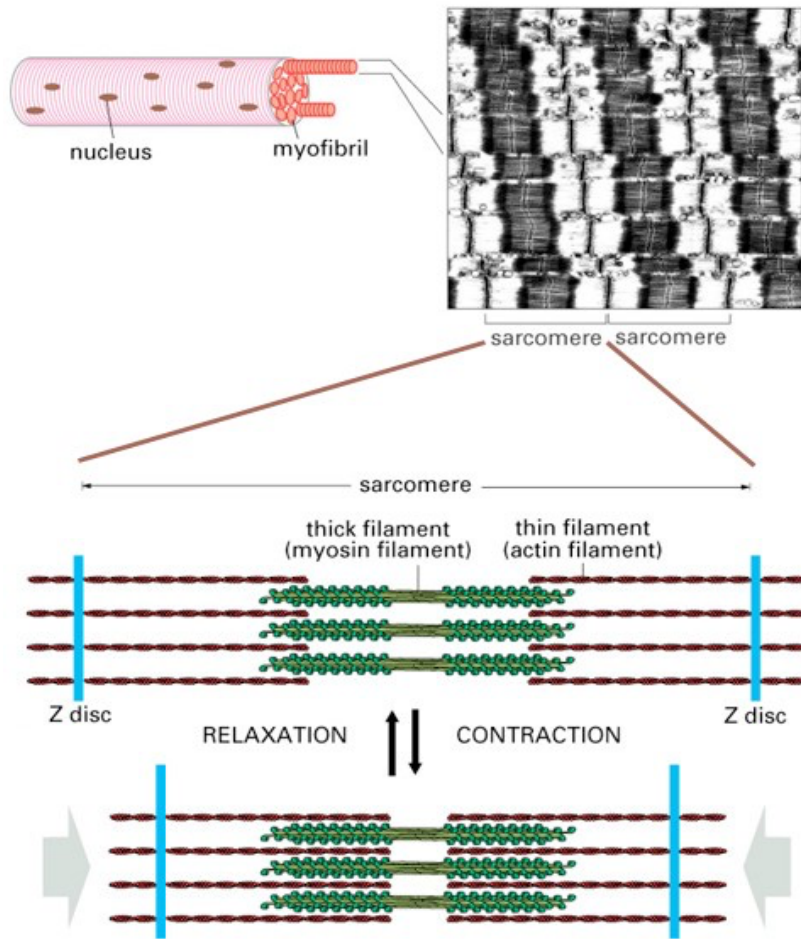 nucleus
myofibril
sarcomere sarcomere
sarcomere
thick filament
(myosin filament)
thin filament
(actin filament)
Z disc
Z disc
RELAXATION
CONTRACTION